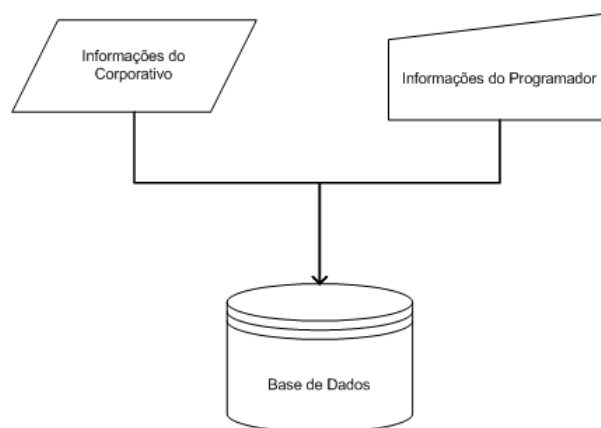 Informações do
Corporativo
Informações do Programador
Base de Dados